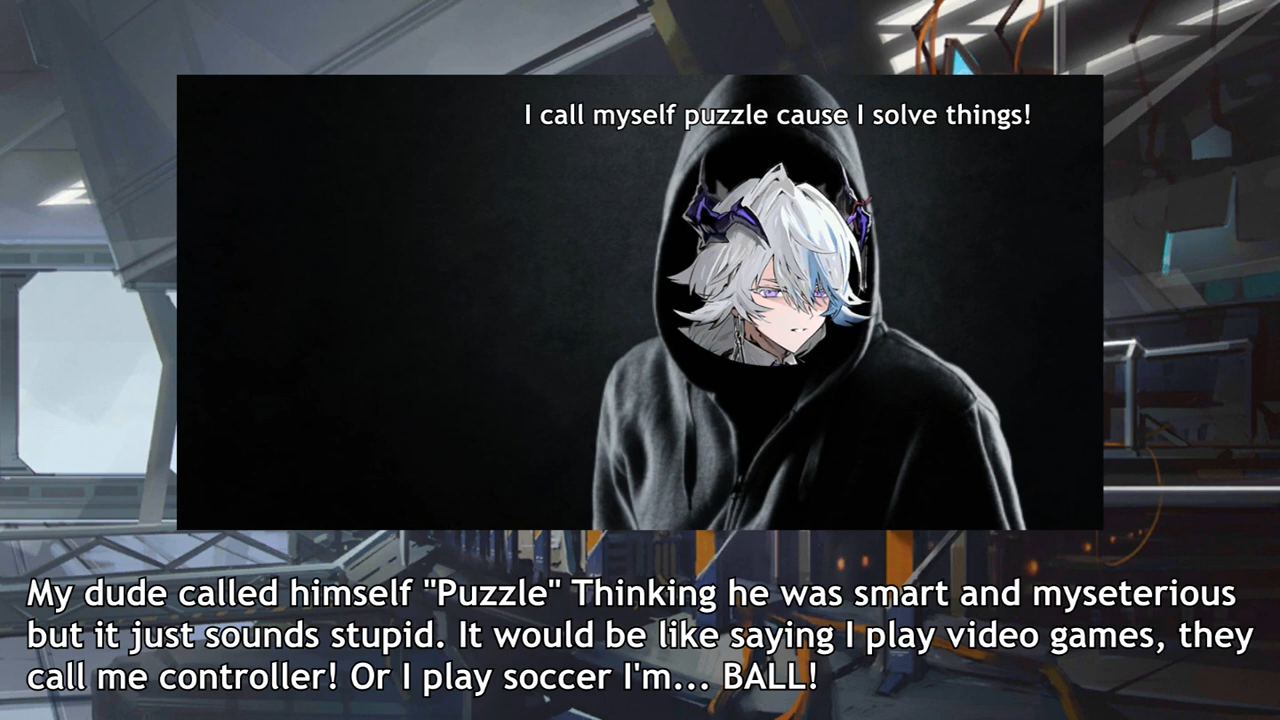 I call myself puzzle cause I solve things!
My dude called himself "Puzzle" Thinking he was smart and myseterious
but it just sounds stupid. It would be like saying I play video games, they
call me controller! Or I play soccer I'm... BALL!